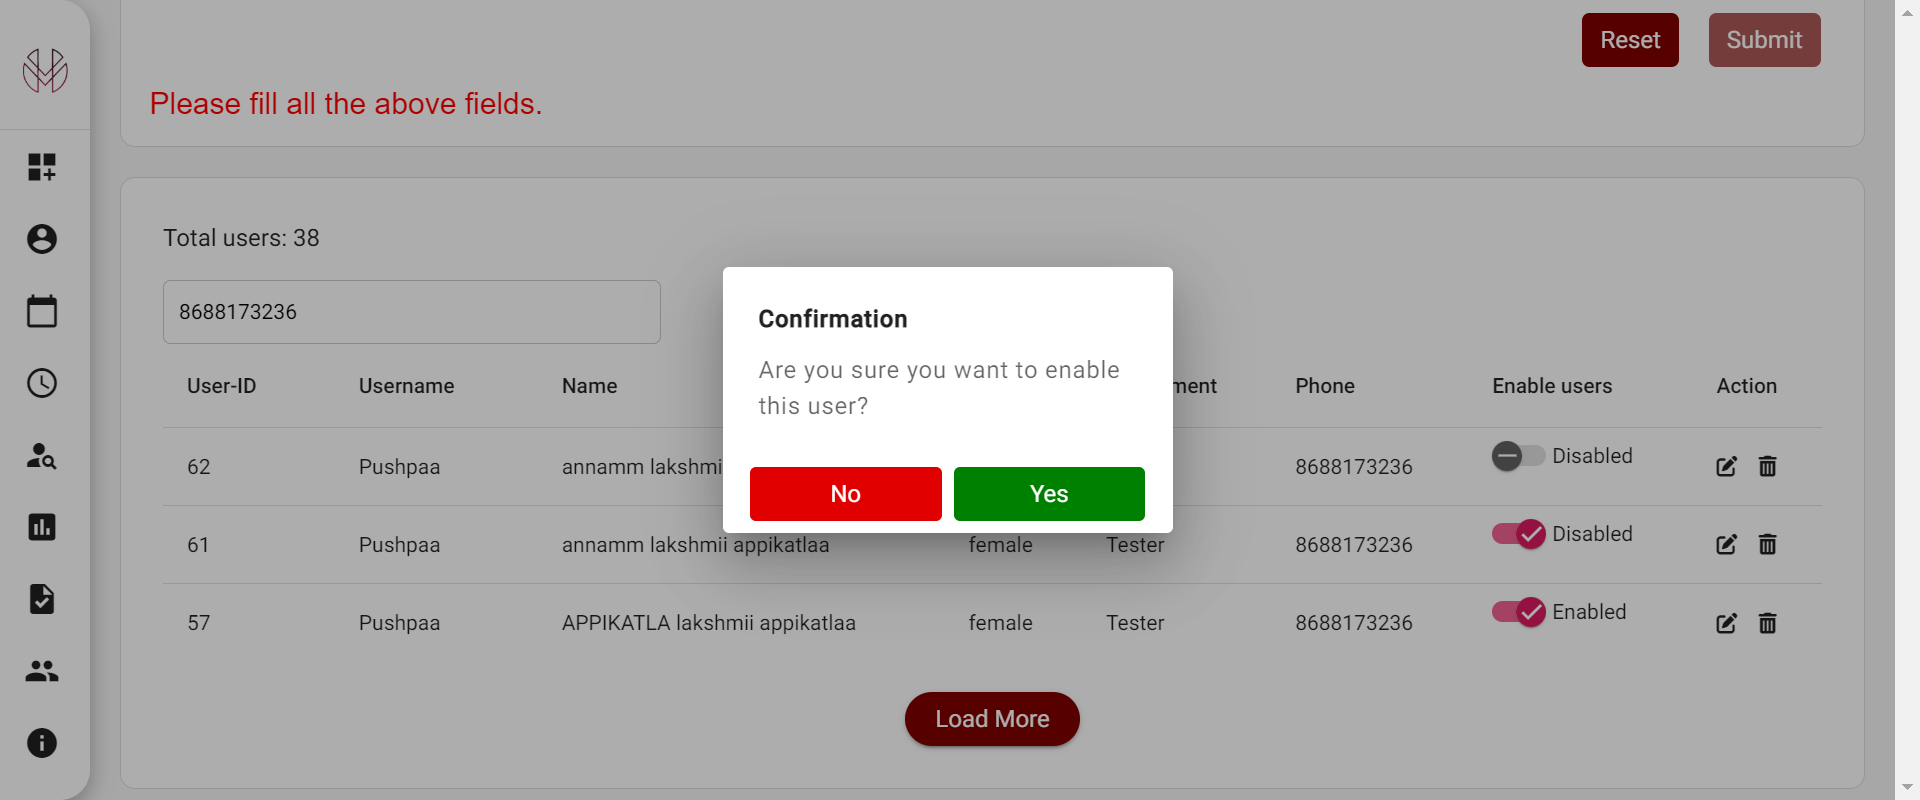 Reset Submit
Please fill all the above fields.
Total users: 38
8688173236
Confirmation
Are you sure you want to enable
this user?
No Yes
User-ID Username Name ment Phone Enable users Action
62 Pushpaa annamm lakshmi 8688173236 Disabled
61 Pushpaa annamm lakshmii appikatlaa female Tester 8688173236 Disabled
57 Pushpaa APPIKATLA lakshmii appikatlaa female Tester 8688173236 Enabled
Load More